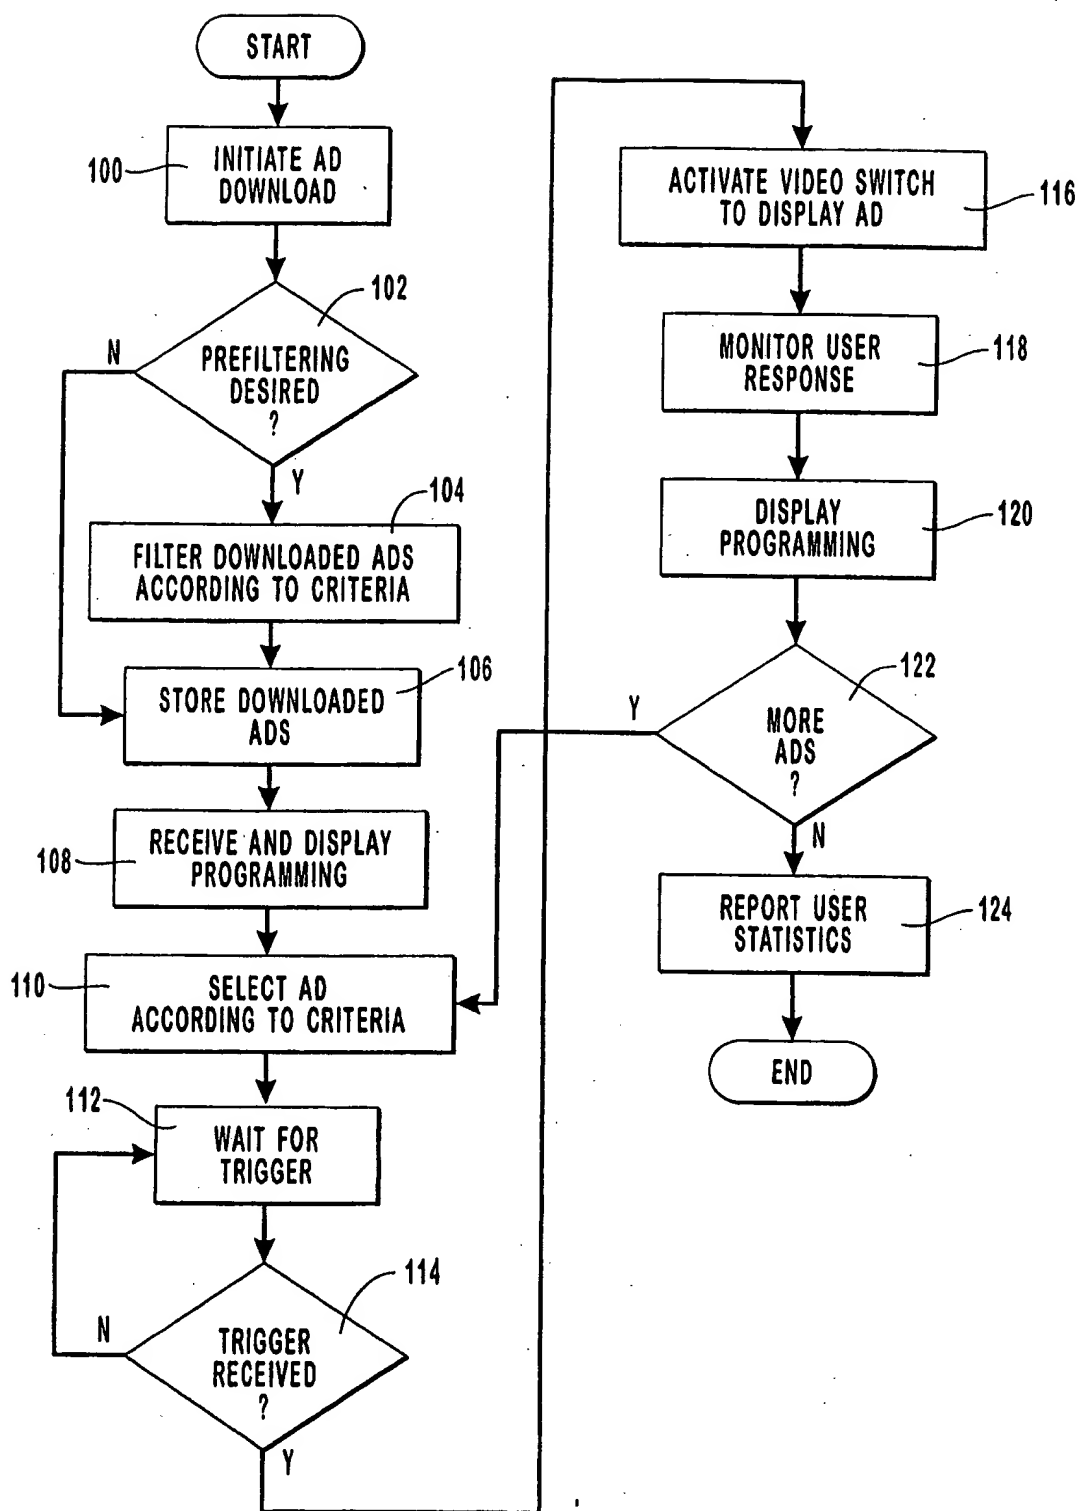 START
100
INITIATE AD
DOWNLOAD
102
N
PREFILTERING
DESIRED
?
Y
104
FILTER DOWNLOADED ADS
ACCORDING TO CRITERIA
106
STORE DOWNLOADED
ADS
108
RECEIVE AND DISPLAY
PROGRAMMING
110
SELECT AD
ACCORDING TO CRITERIA
112
WAIT FOR
TRIGGER
114
N
TRIGGER
RECEIVED
?
Y
ACTIVATE VIDEO SWITCH
TO DISPLAY AD
116
MONITOR USER
RESPONSE
118
DISPLAY
PROGRAMMING
120
122
Y
MORE
ADS
?
N
REPORT USER
STATISTICS
124
END